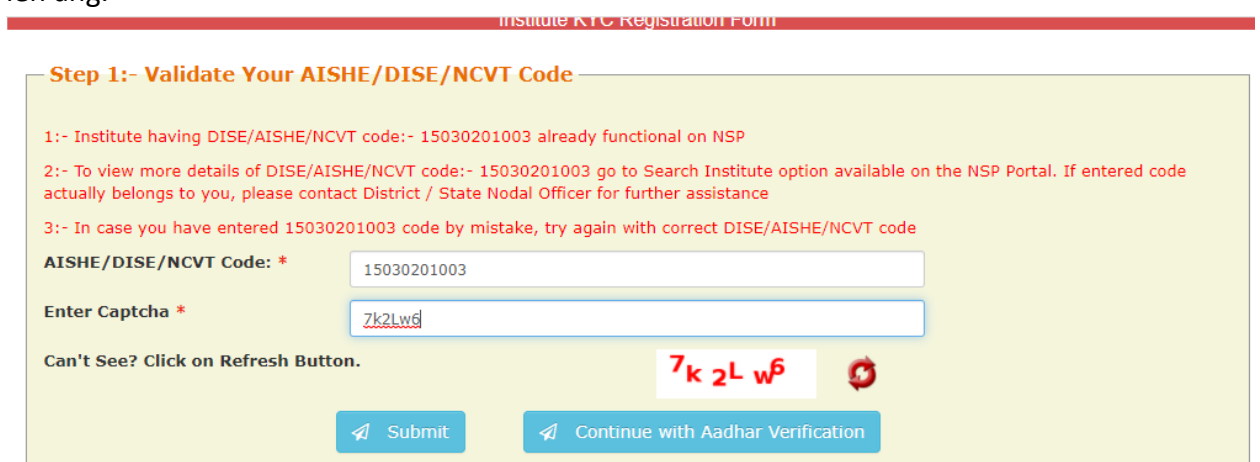 Institute KYC Registration Form
Step 1:- Validate Your AISHE/DISE/NCVT Code
1:- Institute having DISE/AISHE/NCVT code:- 15030201003 already functional on NSP
2:- To view more details of DISE/AISHE/NCVT code:- 15030201003 go to Search Institute option available on the NSP Portal. If entered code
actually belongs to you, please contact District / State Nodal Officer for further assistance
3:- In case you have entered 15030201003 code by mistake, try again with correct DISE/AISHE/NCVT code
AISHE/DISE/NCVT Code: * 15030201003
Enter Captcha * 7k2Lw6
Can't See? Click on Refresh Button. 7k 2L w6
Submit Continue with Aadhar Verification